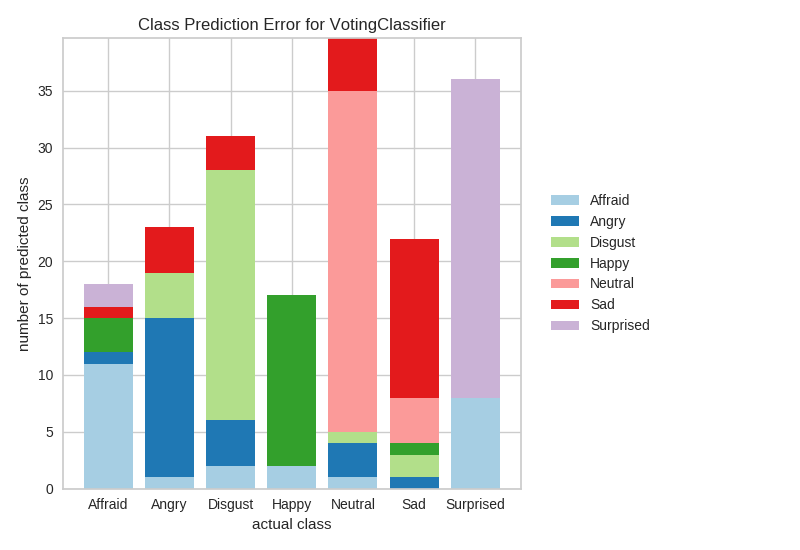 Class Prediction Error for VotingClassifier
number of predicted class
35
30
25
20
15
10
5
0
Affraid Angry Disgust Happy Neutral Sad Surprised
actual class
Affraid
Angry
Disgust
Happy
Neutral
Sad
Surprised